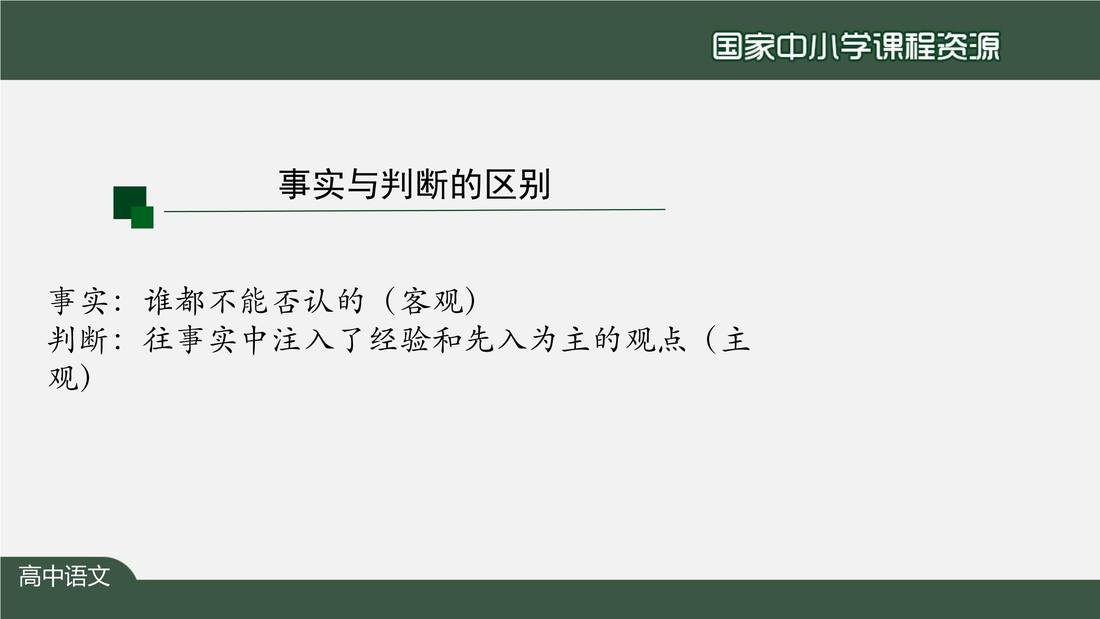 国家中小学课程资源
事实与判断的区别
事实：谁都不能否认的（客观）
判断：往事实中注入了经验和先入为主的观点（主
观）
高中语文